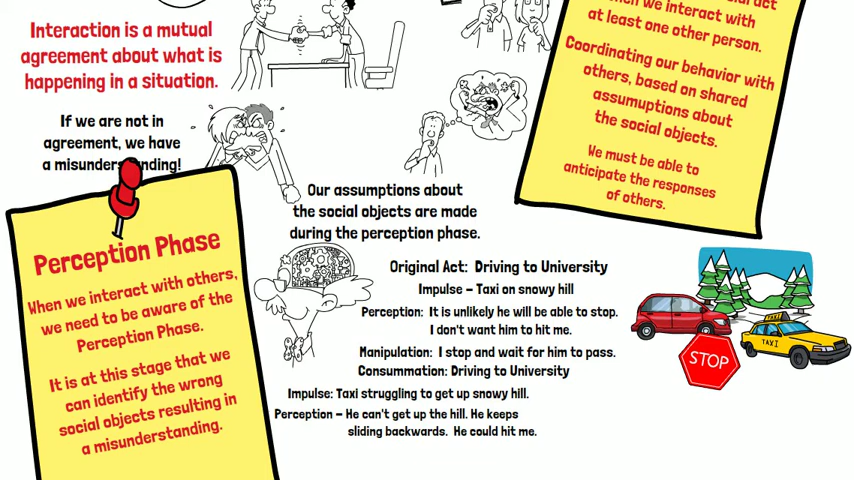 Interaction is a mutual
agreement about what is
happening in a situation.
If we are not in
agreement, we have
a misunderstanding!
when we interact with
at least one other person.
Coordinating our behavior with
others, based on shared
assumuptions about
the social objects.
We must be able to
anticipate the responses
of others.
Our assumptions about
the social objects are made
during the perception phase.
Perception Phase
When we interact with others,
we need to be aware of the
Perception Phase.
It is at this stage that we
can identify the wrong
social objects resulting in
a misunderstanding.
Original Act: Driving to University
Impulse – Taxi on snowy hill
Perception: It is unlikely he will be able to stop.
I don't want him to hit me.
Manipulation: I stop and wait for him to pass.
Consummation: Driving to University
Impulse: Taxi struggling to get up snowy hill.
Perception – He can't get up the hill. He keeps
sliding backwards. He could hit me.
STOP
TAXI